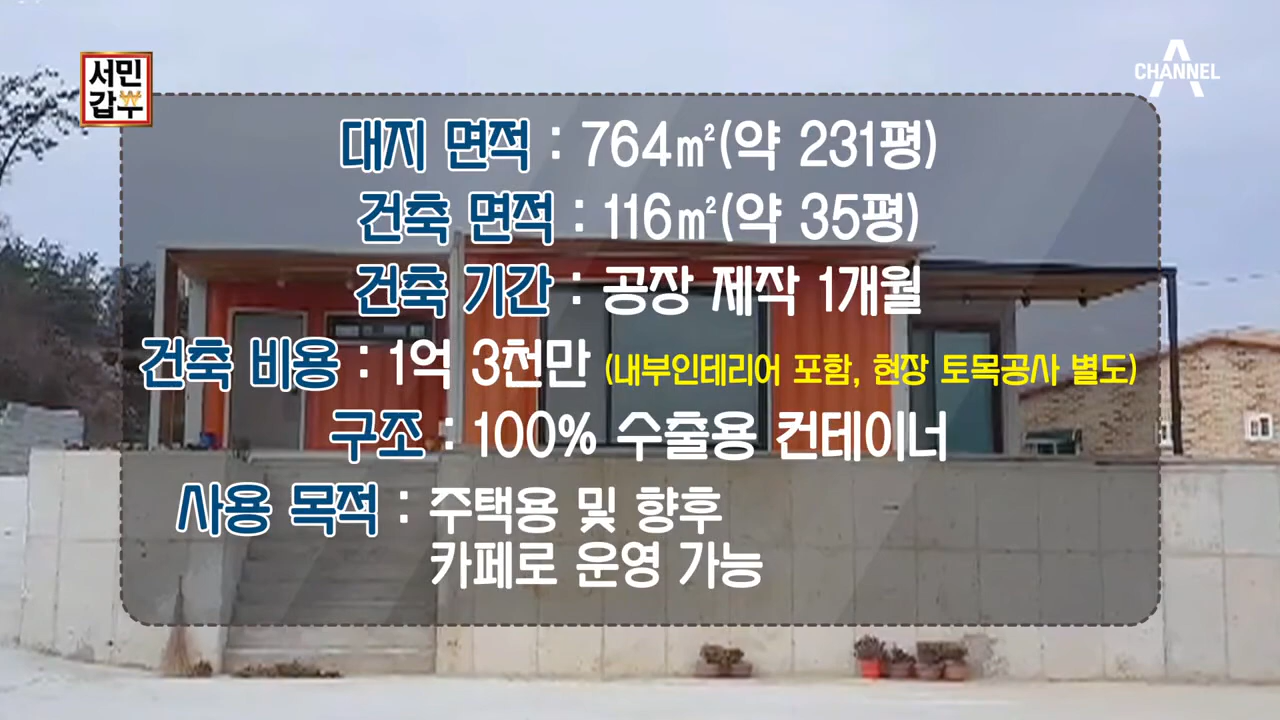 서민
갑부
CHANNEL A
대지 면적 : 764㎡(약 231평)
건축 면적 : 116㎡(약 35평)
건축 기간 : 공장 제작 1개월
건축 비용 : 1억 3천만 (내부인테리어 포함, 현장 토목공사 별도)
구조 : 100% 수출용 컨테이너
사용 목적 : 주택용 및 향후
카페로 운영 가능